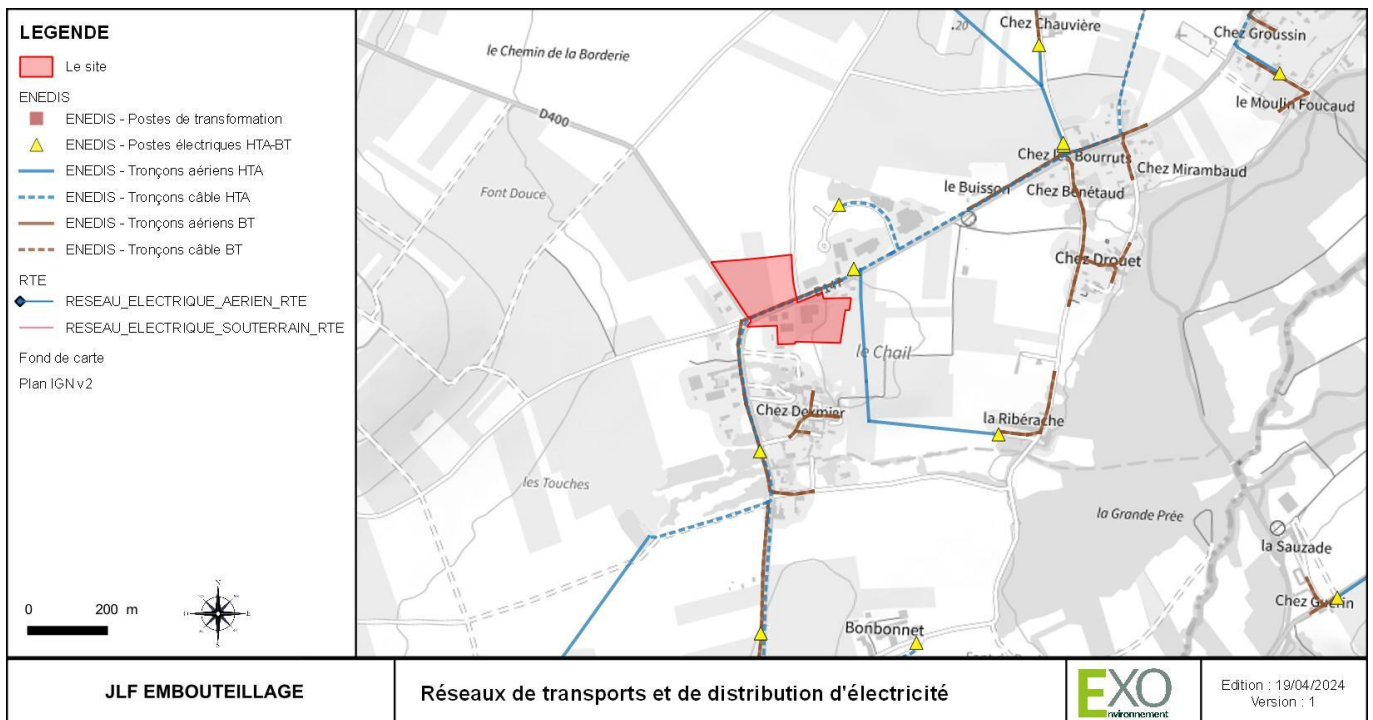 LEGENDE
Le site
ENEDIS
ENEDIS - Postes de transformation
ENEDIS - Postes électriques HTA-BT
ENEDIS - Tronçons aériens HTA
ENEDIS - Tronçons câble HTA
ENEDIS - Tronçons aériens BT
ENEDIS - Tronçons câble BT
RTE
RESEAU_ELECTRIQUE_AERIEN_RTE
RESEAU_ELECTRIQUE_SOUTERRAIN_RTE
Fond de carte
Plan IGN v2
0 200 m
N
E
S
.20
Chez Chauvière
Chez Groussin
le Chemin de la Borderie
le Moulin Foucaud
D400
Chez les Bourruts
Chez Mirambaud
Font Douce
le Buisson
Chez Bénétaud
Chez Drouet
D147
le Chail
Chez Dexmier
la Ribérache
les Touches
la Grande Prée
la Sauzade
Chez Guérin
Bonbonnet
JLF EMBOUTEILLAGE
Réseaux de transports et de distribution d'électricité
EXO
nvironnement
Edition : 19/04/2024
Version : 1